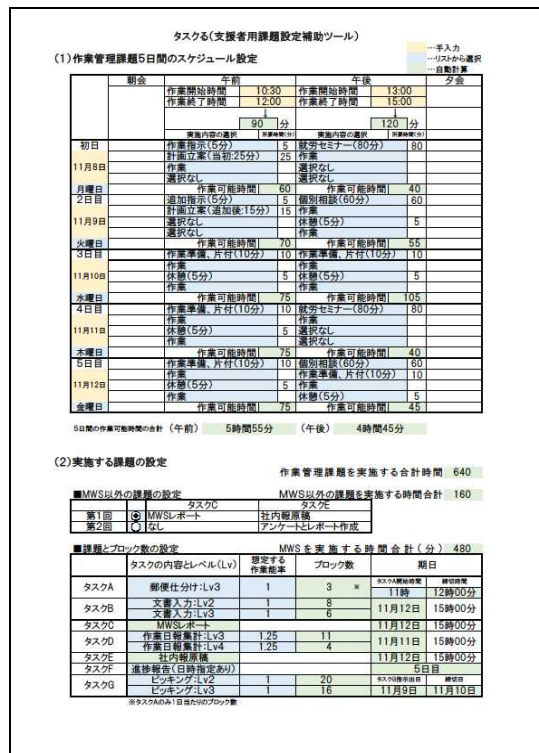 タスクる(支援者用課題設定補助ツール)
…手入力
…リストから選択
…自動計算
(1)作業管理課題5日間のスケジュール設定
朝会 午前 午後 夕会
作業開始時間 10:30 作業開始時間 13:00
作業終了時間 12:00 作業終了時間 15:00
↓ ↓
90 分 120 分
実施内容の選択 所要時間(分) 実施内容の選択 所要時間(分)
初日 作業指示(5分) 5 就労セミナー(80分) 80
計画立案(当初:25分) 25 作業
11月8日 作業 選択なし
選択なし 選択なし
月曜日 作業可能時間 60 作業可能時間 40
2日目 追加指示(5分) 5 個別相談(60分) 60
計画立案(追加後:15分) 15 作業
11月9日 選択なし 休憩(5分) 5
選択なし 作業
火曜日 作業可能時間 70 作業可能時間 55
3日目 作業準備、片付(10分) 10 作業準備、片付(10分) 10
作業 作業
11月10日 休憩(5分) 5 休憩(5分) 5
作業 作業
水曜日 作業可能時間 75 作業可能時間 105
4日目 作業準備、片付(10分) 10 就労セミナー(80分) 80
作業 作業
11月11日 休憩(5分) 5 選択なし
作業 選択なし
木曜日 作業可能時間 75 作業可能時間 40
5日目 作業準備、片付(10分) 10 個別相談(60分) 60
作業 作業準備、片付(10分) 10
11月12日 休憩(5分) 5 作業
作業 休憩(5分) 5
金曜日 作業可能時間 75 作業可能時間 45
5日間の作業可能時間の合計 (午前) 5時間55分 (午後) 4時間45分
(2)実施する課題の設定
作業管理課題を実施する合計時間 640
■MWS以外の課題の設定 MWS以外の課題を実施する時間合計 160
タスクC タスクE
第1回 MWSレポート 社内報原稿
第2回 なし アンケートとレポート作成
■課題とブロック数の設定 MWSを実施する時間合計(分) 480
タスクの内容とレベル(Lv) 想定する作業能率 ブロック数 期日
タスクA 郵便仕分け:Lv3 1 3 ※ タスクA開始時間 締切時間
11時 12時00分
タスクB 文書入力:Lv2 1 8 11月12日 15時00分
文書入力:Lv3 1 6
タスクC MWSレポート 11月12日 15時00分
タスクD 作業日報集計:Lv3 1.25 11 11月11日 15時00分
作業日報集計:Lv4 1.25 4
タスクE 社内報原稿 11月12日 15時00分
タスクF 進捗報告(日時指定あり) 5日目
タスクG ピッキング:Lv2 1 20 タスクG指示出日 締切日
ピッキング:Lv3 1 16 11月9日 11月10日
※タスクAのみ1日当たりのブロック数